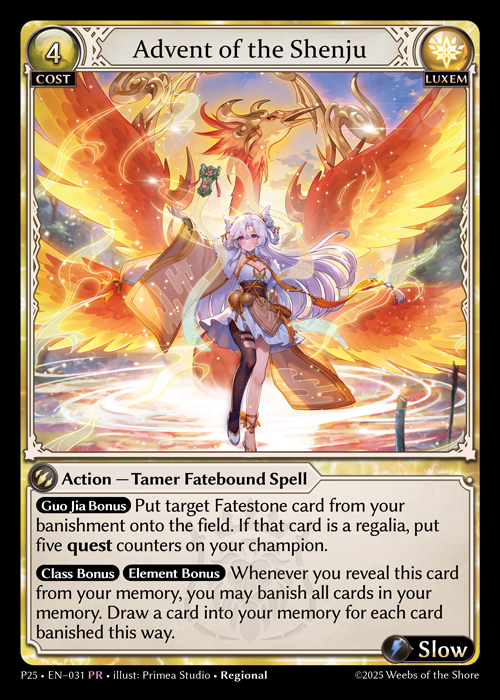 4
Advent of the Shenju
COST
LUXEM
Action — Tamer Fatebound Spell
Guo Jia Bonus Put target Fatestone card from your
banishment onto the field. If that card is a regalia, put
five quest counters on your champion.
Class Bonus Element Bonus Whenever you reveal this card
from your memory, you may banish all cards in your
memory. Draw a card into your memory for each card
banished this way.
Slow
P25 • EN–031 PR • illust: Primea Studio • Regional
©2025 Weebs of the Shore